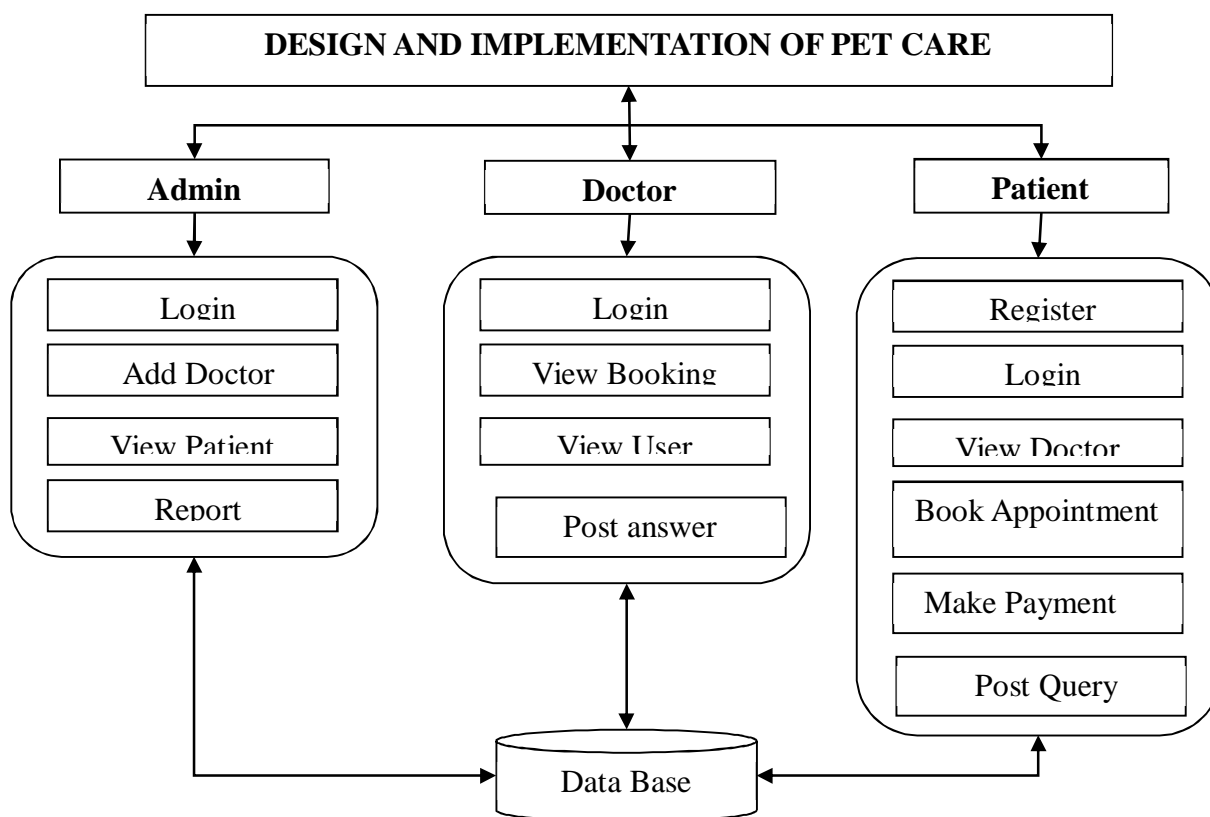 DESIGN AND IMPLEMENTATION OF PET CARE
Admin
Doctor
Patient
Login
Add Doctor
View Patient
Report
Login
View Booking
View User
Post answer
Register
Login
View Doctor
Book Appointment
Make Payment
Post Query
Data Base